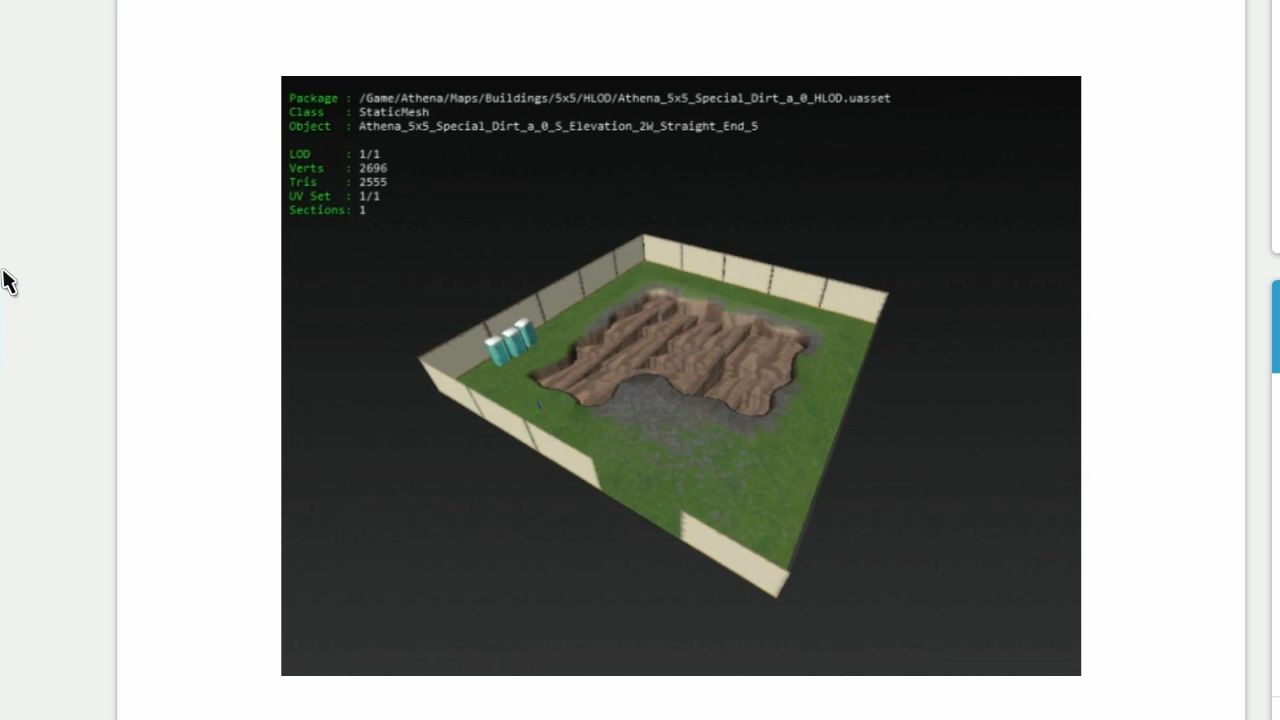 Package : /Game/Athena/Maps/Buildings/5x5/HLOD/Athena_5x5_Special_Dirt_a_0_HLOD.uasset
Class : StaticMesh
Object : Athena_5x5_Special_Dirt_a_0_S_Elevation_2W_Straight_End_5
LOD : 1/1
Verts : 2696
Tris : 2555
UV Set : 1/1
Sections: 1